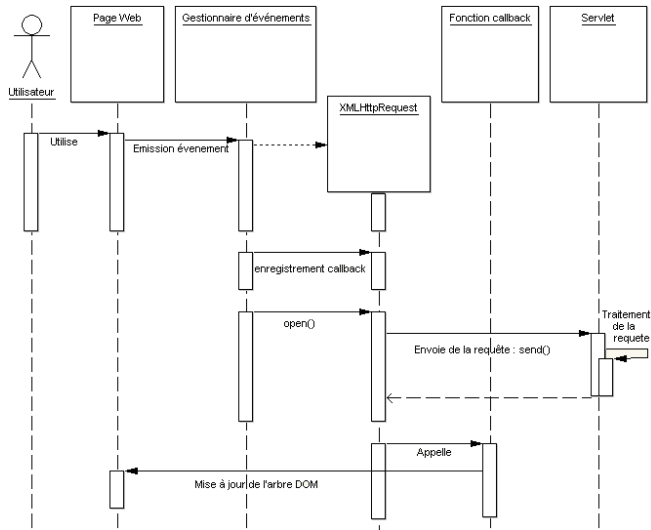 Page Web
Gestionnaire d'événements
Fonction callback
Servlet
Utilisateur
XMLHttpRequest
Utilise
Emission évenement
enregistrement callback
open()
Traitement
de la
requete
Envoie de la requête : send()
Appelle
Mise à jour de l'arbre DOM